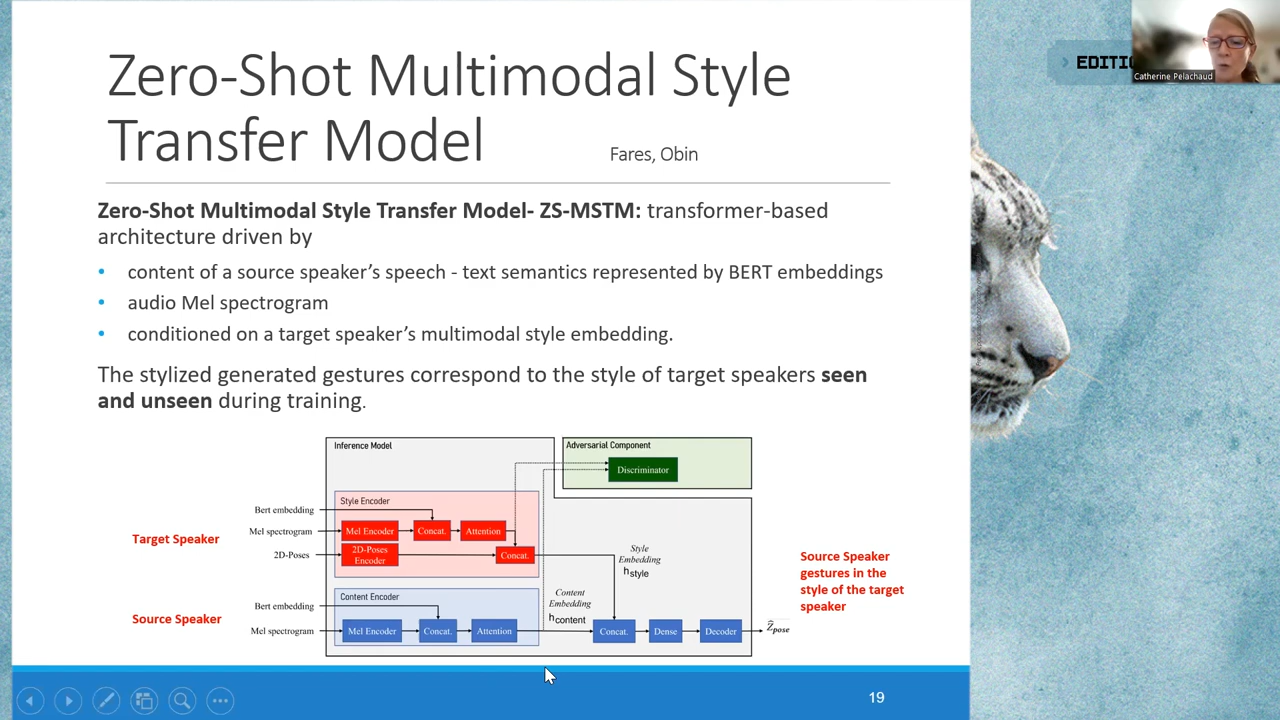 Zero-Shot Multimodal Style
Transfer Model
Fares, Obin
EDITIO
Catherine Pelachaud
Zero-Shot Multimodal Style Transfer Model- ZS-MSTM: transformer-based
architecture driven by
• content of a source speaker's speech - text semantics represented by BERT embeddings
• audio Mel spectrogram
• conditioned on a target speaker's multimodal style embedding.
The stylized generated gestures correspond to the style of target speakers seen
and unseen during training.
Inference Model
Adversarial Component
Discriminator
Style Encoder
Bert embedding
Mel spectrogram
Mel Encoder
Concat.
Attention
Target Speaker
2D-Poses
2D-Poses
Encoder
Concat.
Style
Embedding
hstyle
Source Speaker
gestures in the
style of the target
speaker
Content Encoder
Content
Embedding
hcontent
Bert embedding
Source Speaker
Mel spectrogram
Mel Encoder
Concat.
Attention
Concat.
Dense
Decoder
Ẑpose
19